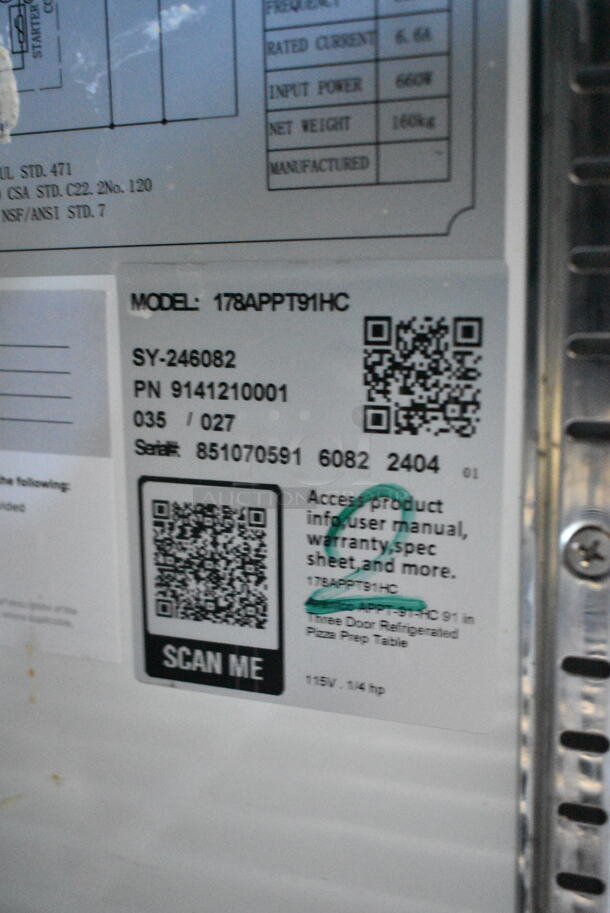 STARTER
FREQUENCY
RATED CURRENT 6.6A
INPUT POWER 660W
NET WEIGHT 160kg
MANUFACTURED
UL STD. 471
CSA STD. C22. 2No. 120
NSF/ANSI STD. 7
MODEL: 178APPT91HC
SY-246082
PN 9141210001
035 / 027
Serial#: 851070591 6082 2404 01
the following:
SCAN ME
Access product
info,user manual,
warranty,spec
sheet,and more.
178APPT91HC
Avantco APPT-91-HC 91 in
Three Door Refrigerated
Pizza Prep Table
115V . 1/4 hp
2